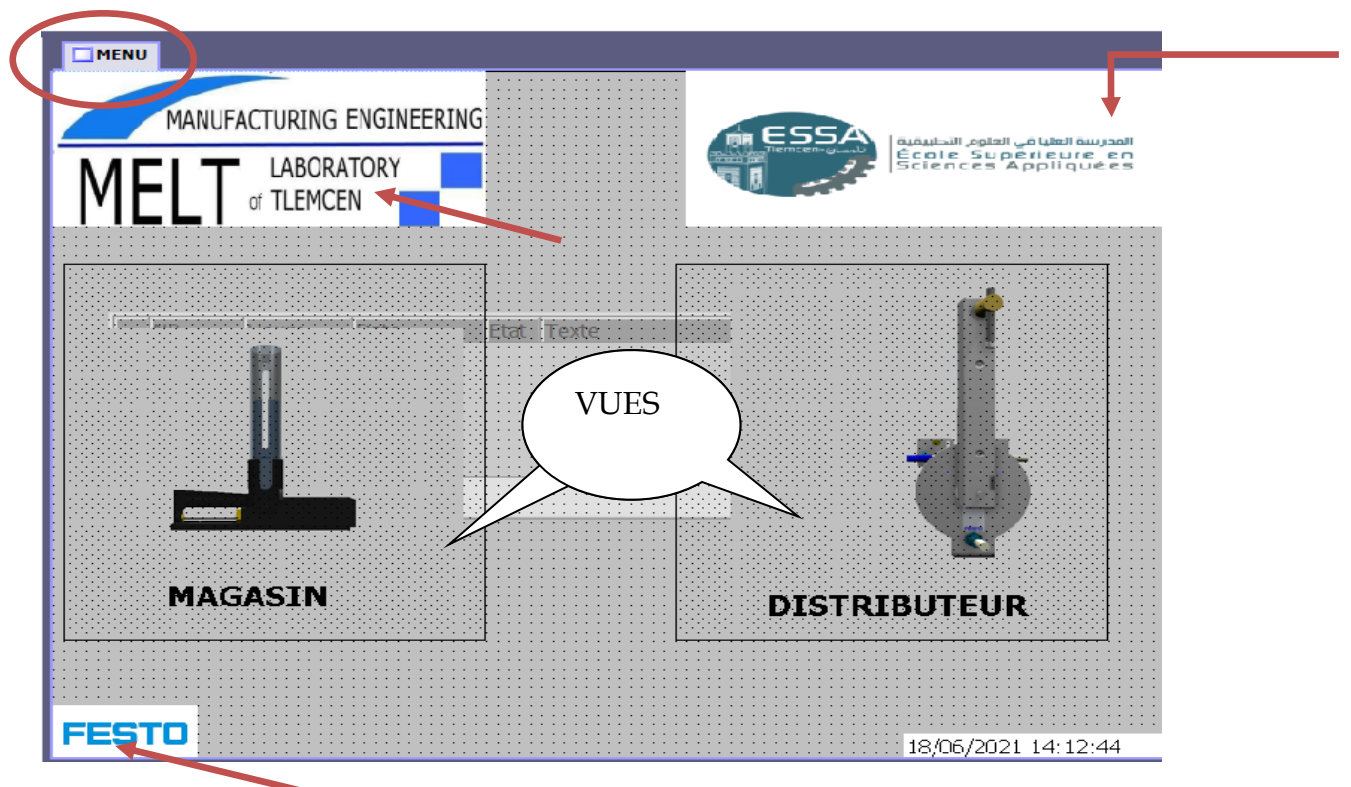 MENU
MANUFACTURING ENGINEERING
MELT LABORATORY
of TLEMCEN
ESSA
Tlemcen
المدرسة العليا في العلوم التطبيقية
École Supérieure en
Sciences Appliquées
Etat Texte
VUES
MAGASIN
DISTRIBUTEUR
FESTO
18/06/2021 14:12:44